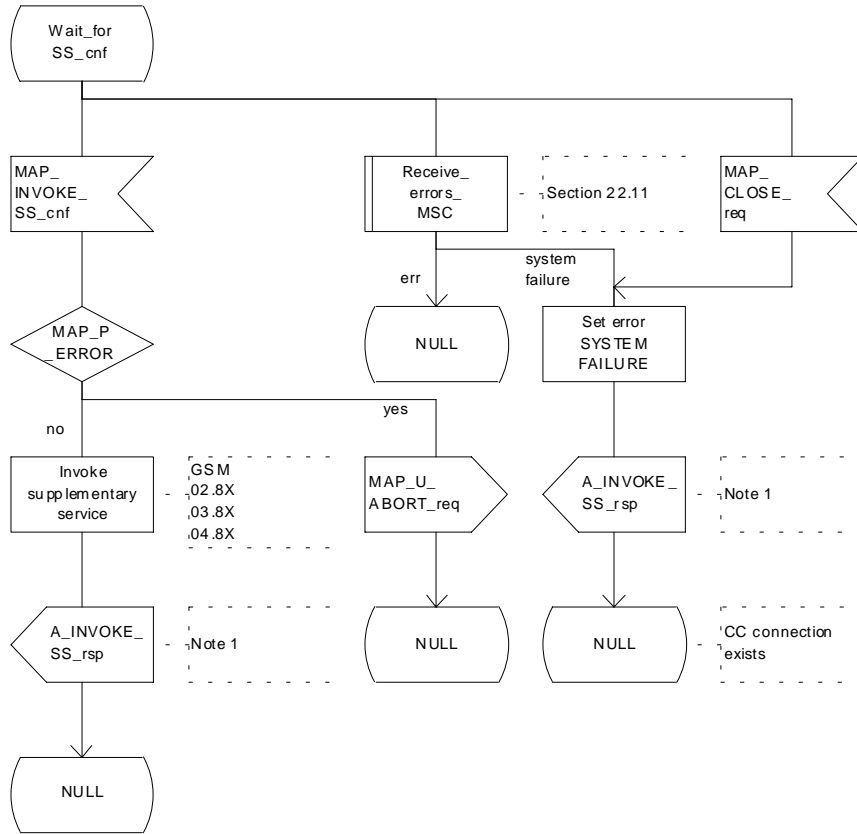 Wait_for
SS_cnf
MAP_
INVOKE_
SS_cnf
Receive_
errors_
MSC
Section 22.11
MAP_
CLOSE_
req
err
system
failure
MAP_P
_ERROR
NULL
Set error
SYSTEM
FAILURE
no
yes
Invoke
supplementary
service
GSM
02.8X
03.8X
04.8X
MAP_U_
ABORT_req
A_INVOKE_
SS_rsp
Note 1
A_INVOKE_
SS_rsp
Note 1
NULL
NULL
CC connection
exists
NULL